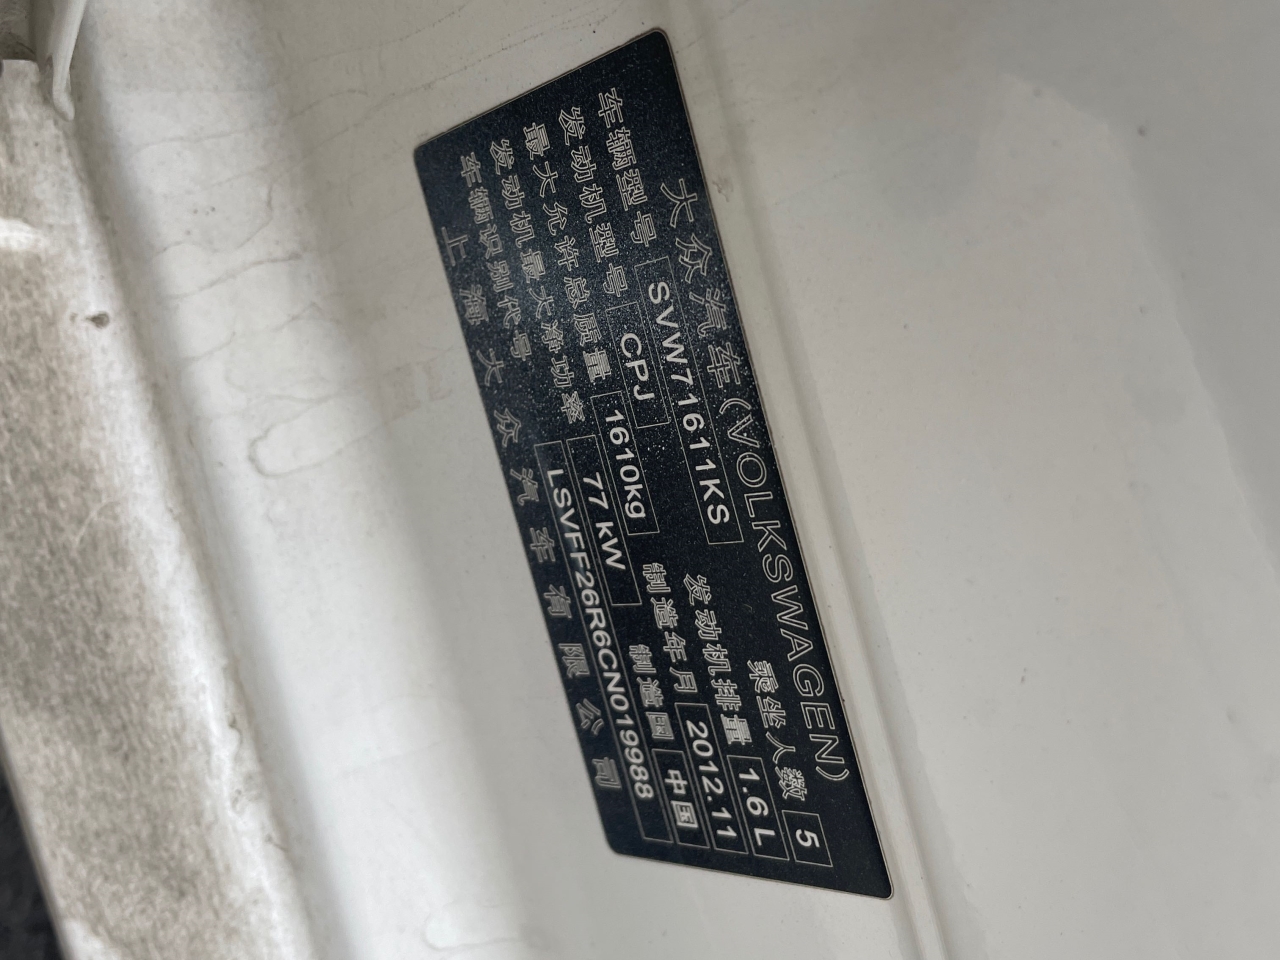 大众汽车(VOLKSWAGEN)
车辆型号 SVW71611KS 乘坐人数 5
发动机型号 CPJ 发动机排量 1.6 L
最大允许总质量 1610kg 制造年月 2012.11
发动机最大净功率 77 kW 制造国 中国
车辆识别代号 LSVFF26R6CN019988
上海大众汽车有限公司